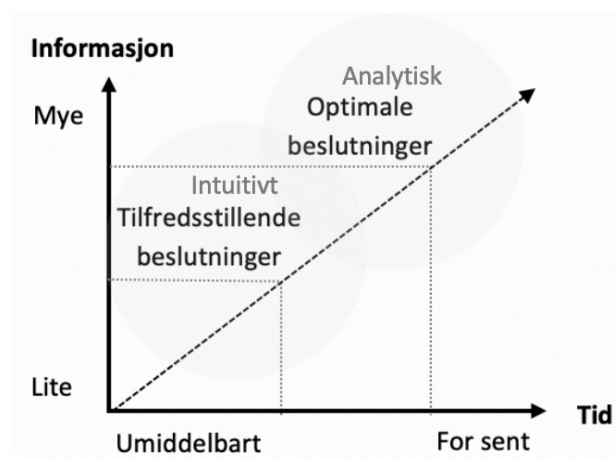 Informasjon
Mye
Analytisk
Optimale
beslutninger
Intuitivt
Tilfredsstillende
beslutninger
Lite
Tid
Umiddelbart
For sent